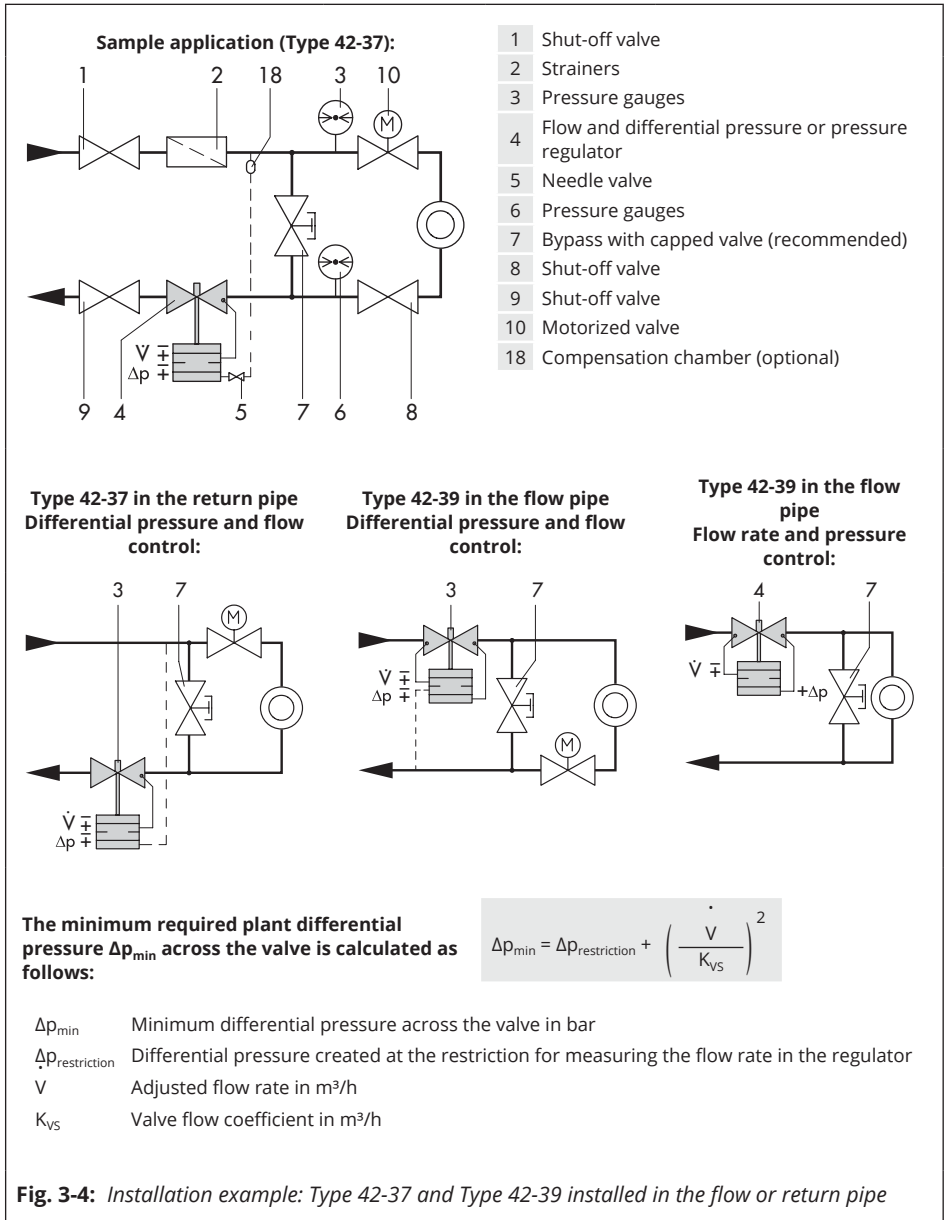 Sample application (Type 42-37):
1 2 18 3 10
M
V̇
Δp
9 4 5 7 6 8
1 Shut-off valve
2 Strainers
3 Pressure gauges
4 Flow and differential pressure or pressure
regulator
5 Needle valve
6 Pressure gauges
7 Bypass with capped valve (recommended)
8 Shut-off valve
9 Shut-off valve
10 Motorized valve
18 Compensation chamber (optional)
Type 42-37 in the return pipe
Differential pressure and flow
control:
3 7
M
V̇ ∓
Δp ∓
Type 42-39 in the flow pipe
Differential pressure and flow
control:
3 7
V̇ ∓
Δp ∓
M
Type 42-39 in the flow
pipe
Flow rate and pressure
control:
4 7
V̇ ∓
+Δp
The minimum required plant differential
pressure Δpmin across the valve is calculated as
follows:
Δpmin = Δprestriction + ( V̇ / KVS )²
Δpmin Minimum differential pressure across the valve in bar
Δprestriction Differential pressure created at the restriction for measuring the flow rate in the regulator
V̇ Adjusted flow rate in m³/h
KVS Valve flow coefficient in m³/h
Fig. 3-4: Installation example: Type 42-37 and Type 42-39 installed in the flow or return pipe